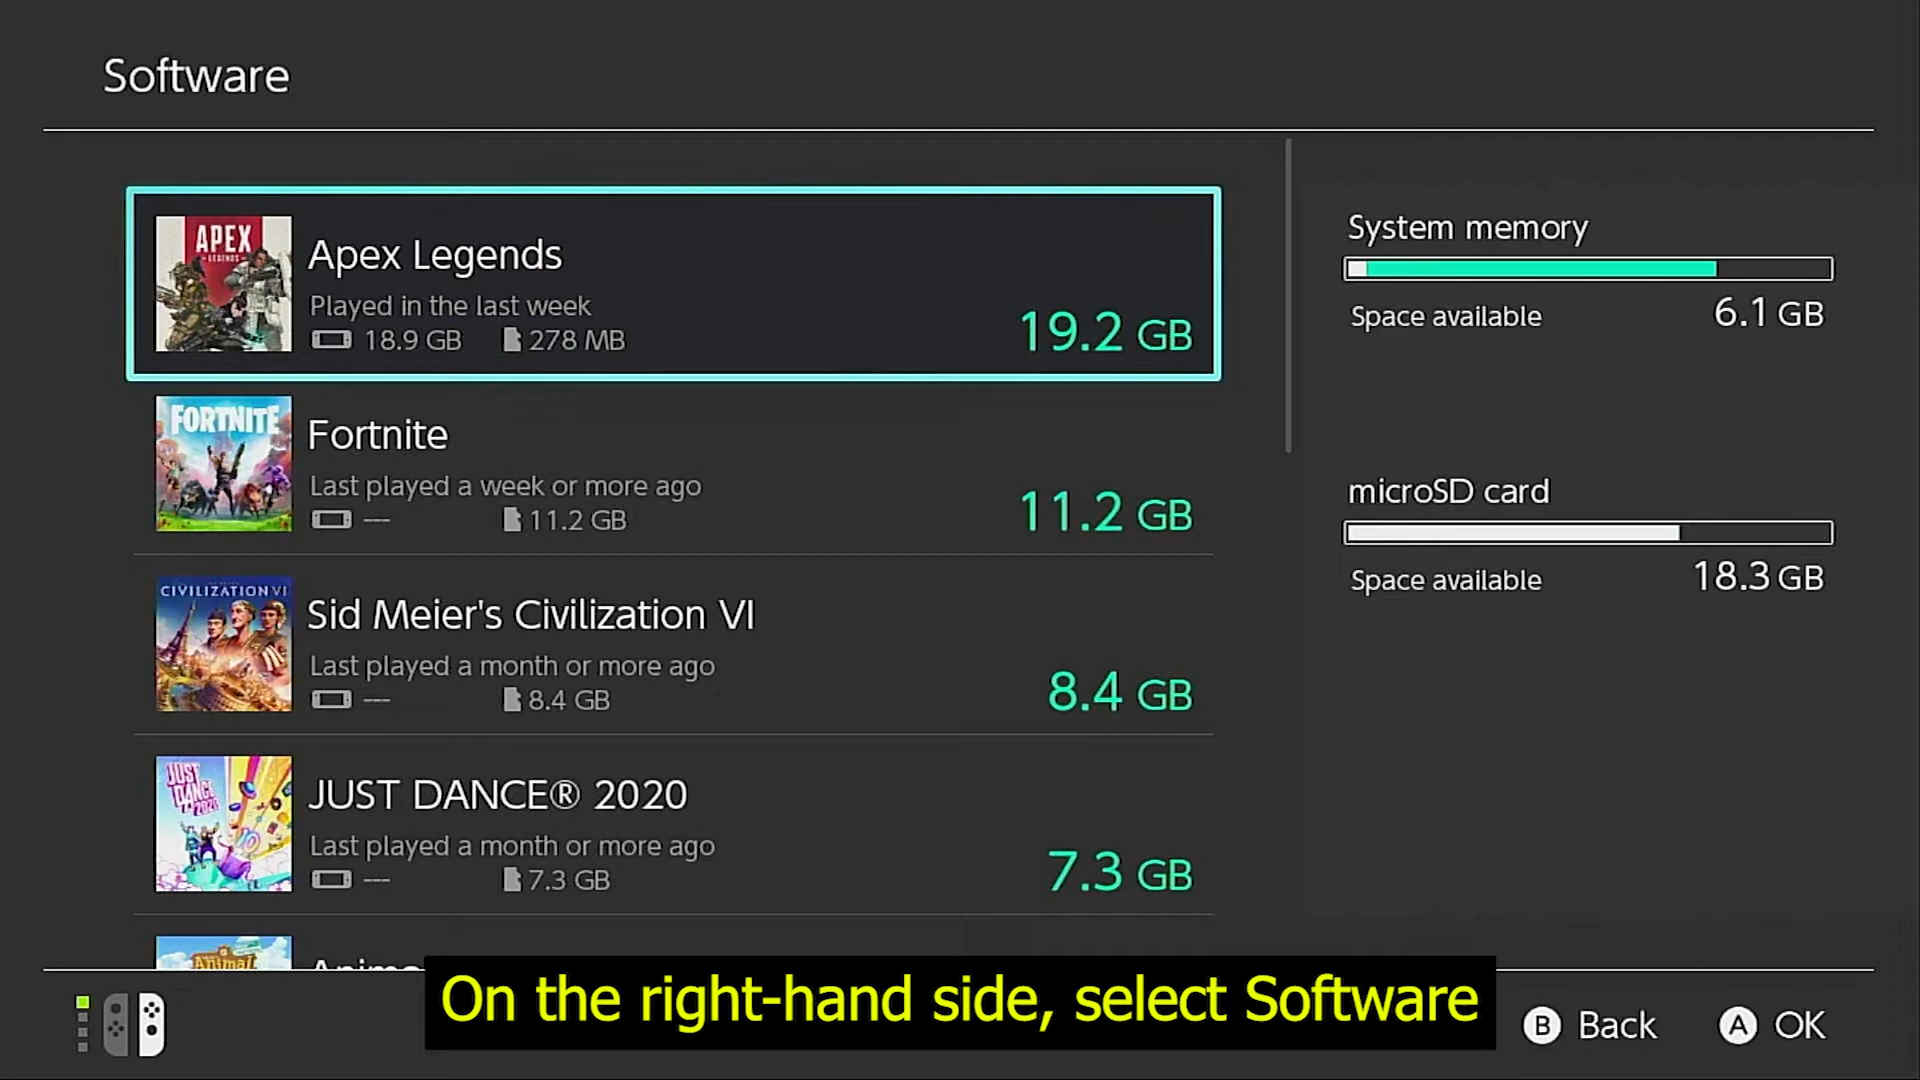 Software
APEX
LEGENDS
Apex Legends
Played in the last week
18.9 GB 278 MB
19.2 GB
FORTNITE
Fortnite
Last played a week or more ago
--- 11.2 GB
11.2 GB
CIVILIZATION VI
Sid Meier's Civilization VI
Last played a month or more ago
--- 8.4 GB
8.4 GB
JUST
DANCE
2020
JUST DANCE® 2020
Last played a month or more ago
--- 7.3 GB
7.3 GB
Animal
System memory
Space available 6.1 GB
microSD card
Space available 18.3 GB
On the right-hand side, select Software
B Back A OK